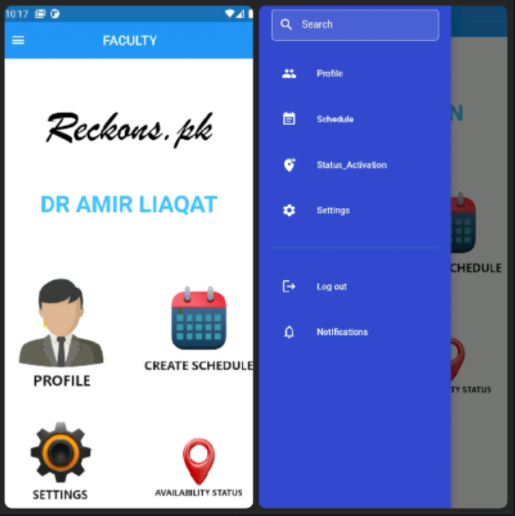 10:17
FACULTY
Reckons.pk
DR AMIR LIAQAT
PROFILE
CREATE SCHEDULE
SETTINGS
AVAILABILITY STATUS
Search
Profile
Schedule
Status_Activation
Settings
Log out
Notifications
N
CHEDULE
TY STATUS